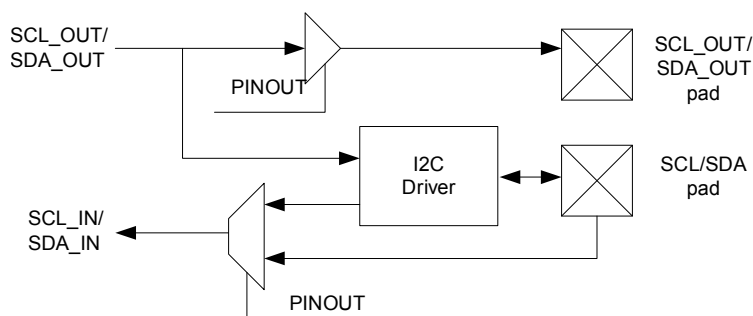 SCL_OUT/
SDA_OUT
PINOUT
SCL_OUT/
SDA_OUT
pad
I2C
Driver
SCL/SDA
pad
SCL_IN/
SDA_IN
PINOUT